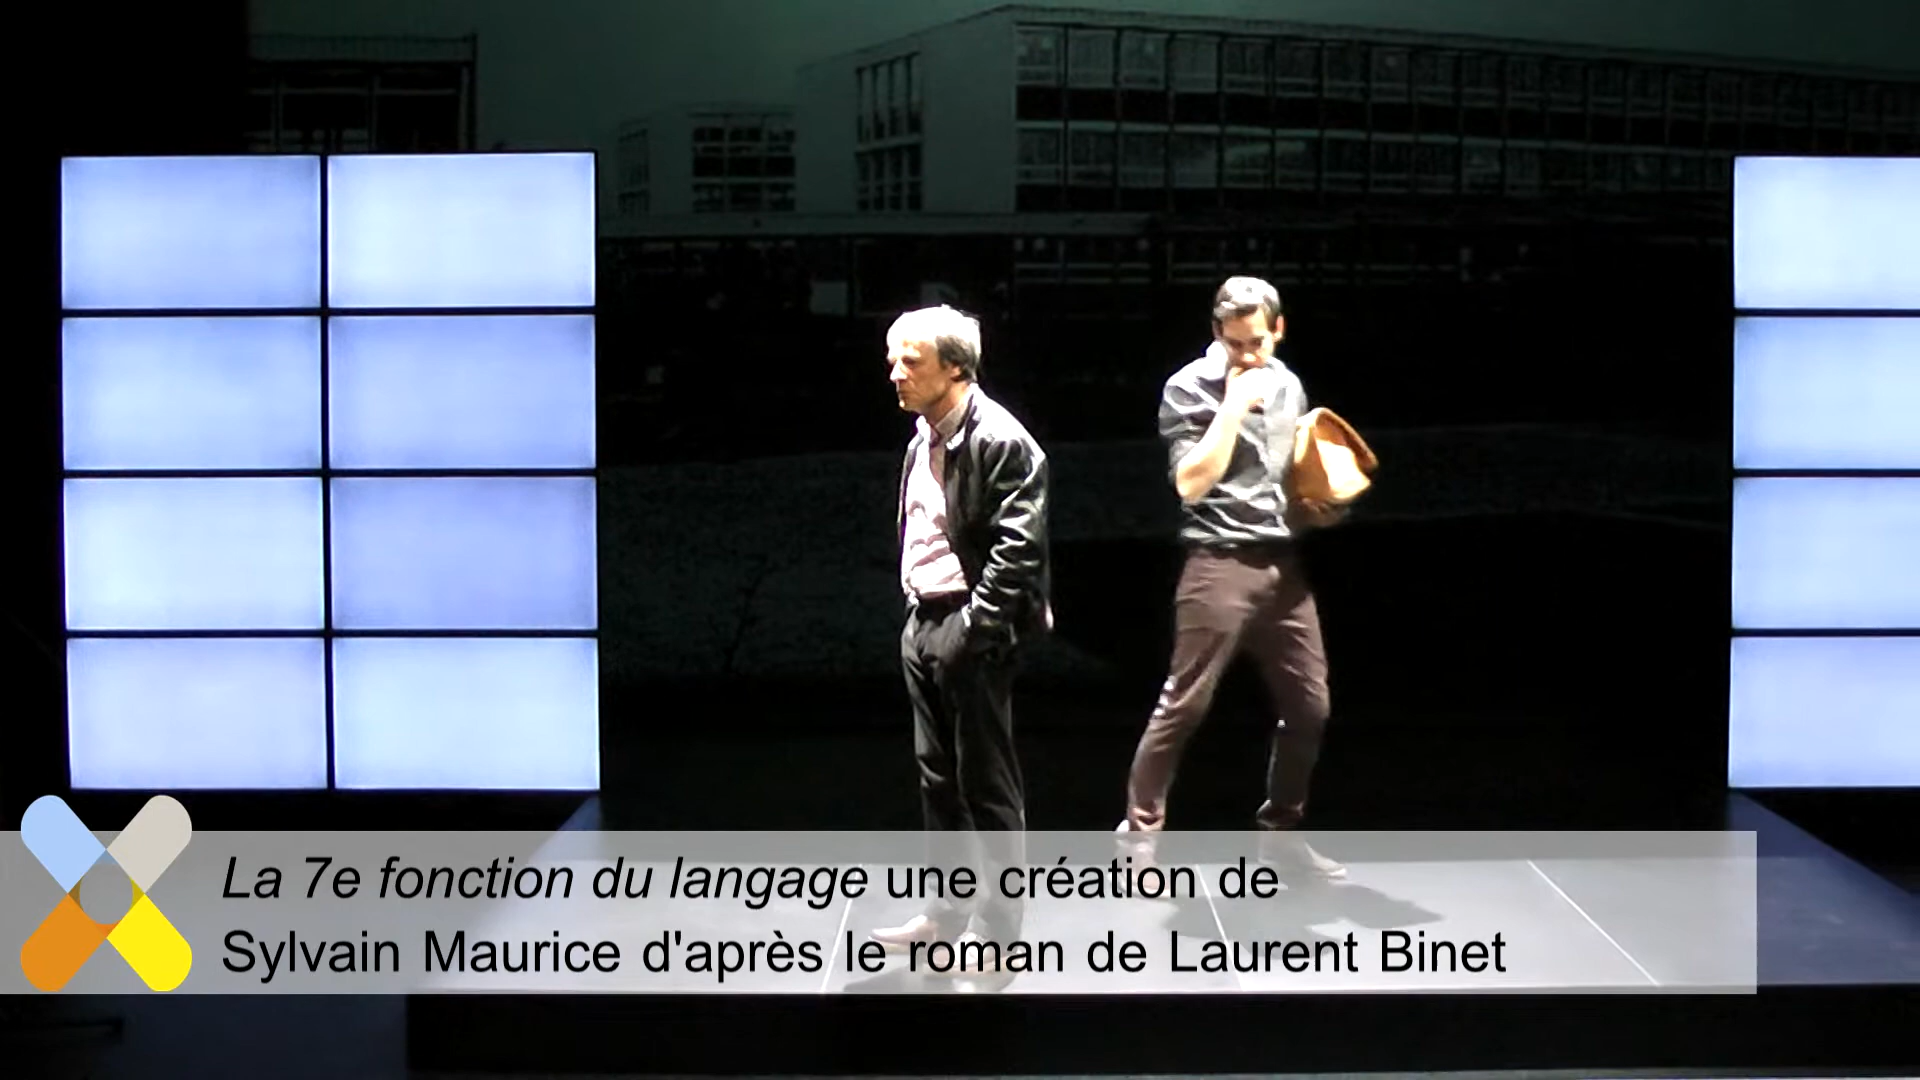 La 7e fonction du langage une création de
Sylvain Maurice d'après le roman de Laurent Binet